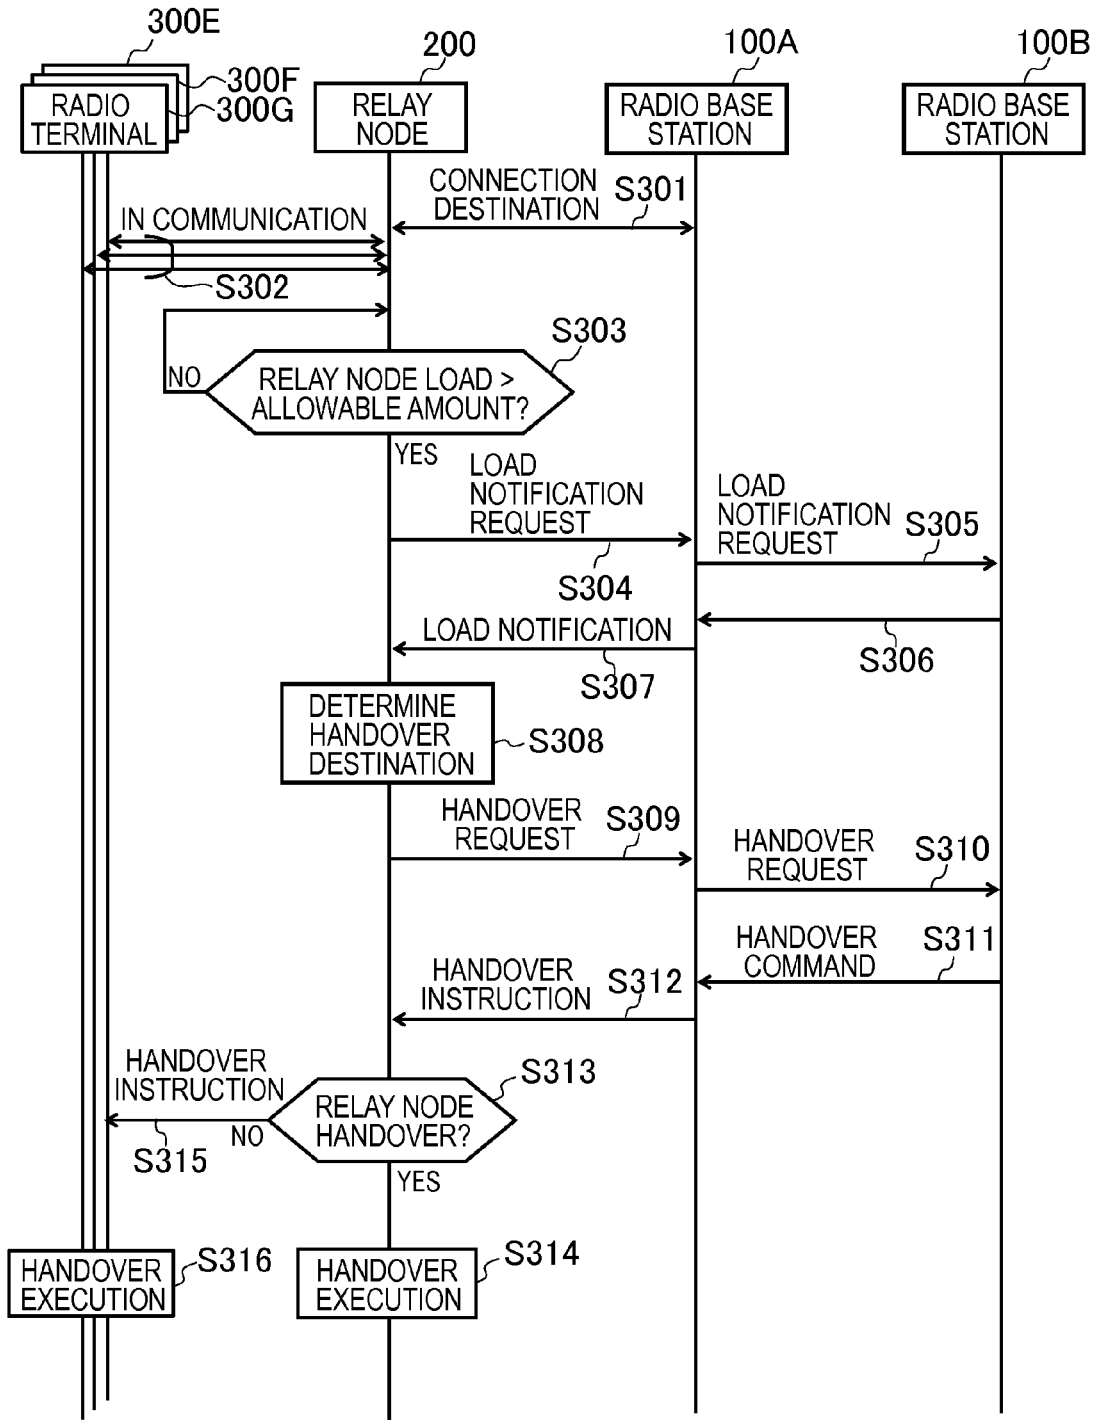 300E
300F
300G
200
100A
100B
RADIO
TERMINAL
RELAY
NODE
RADIO BASE
STATION
RADIO BASE
STATION
CONNECTION
DESTINATION
S301
IN COMMUNICATION
S302
S303
NO
RELAY NODE LOAD >
ALLOWABLE AMOUNT?
YES
LOAD
NOTIFICATION
REQUEST
S304
LOAD
NOTIFICATION
REQUEST
S305
S306
LOAD NOTIFICATION
S307
DETERMINE
HANDOVER
DESTINATION
S308
HANDOVER
REQUEST
S309
HANDOVER
REQUEST
S310
HANDOVER
COMMAND
S311
HANDOVER
INSTRUCTION
S312
HANDOVER
INSTRUCTION
S313
RELAY NODE
HANDOVER?
NO
S315
YES
HANDOVER
EXECUTION
S316
HANDOVER
EXECUTION
S314